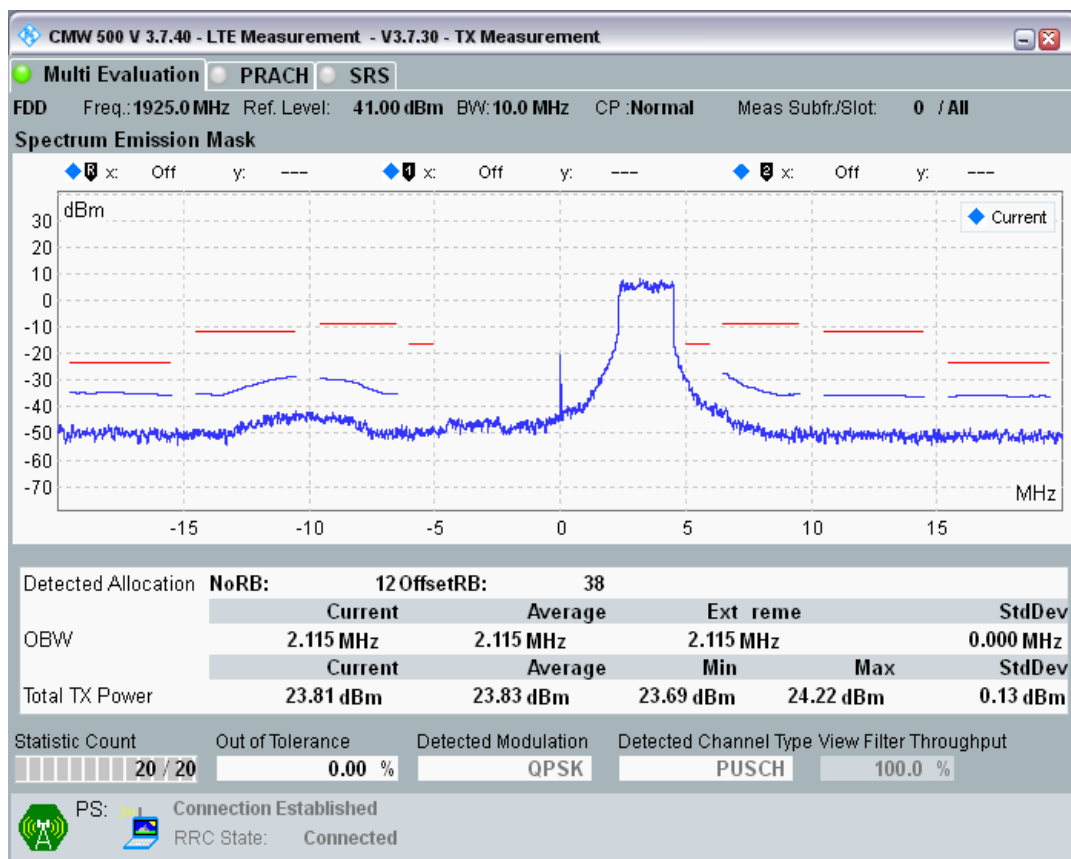 CMW 500 V 3.7.40 - LTE Measurement - V3.7.30 - TX Measurement
Multi Evaluation PRACH SRS
FDD Freq.: 1925.0 MHz Ref. Level: 41.00 dBm BW: 10.0 MHz CP :Normal Meas Subfr./Slot: 0 / All
Spectrum Emission Mask
R x: Off y: --- 1 x: Off y: --- 2 x: Off y: ---
dBm
Current
30
20
10
0
-10
-20
-30
-40
-50
-60
-70
MHz
-15 -10 -5 0 5 10 15
Detected Allocation NoRB: 12 OffsetRB: 38
Current Average Ext reme StdDev
OBW 2.115 MHz 2.115 MHz 2.115 MHz 0.000 MHz
Current Average Min Max StdDev
Total TX Power 23.81 dBm 23.83 dBm 23.69 dBm 24.22 dBm 0.13 dBm
Statistic Count Out of Tolerance Detected Modulation Detected Channel Type View Filter Throughput
20 / 20 0.00 % QPSK PUSCH 100.0 %
PS: Connection Established
RRC State: Connected